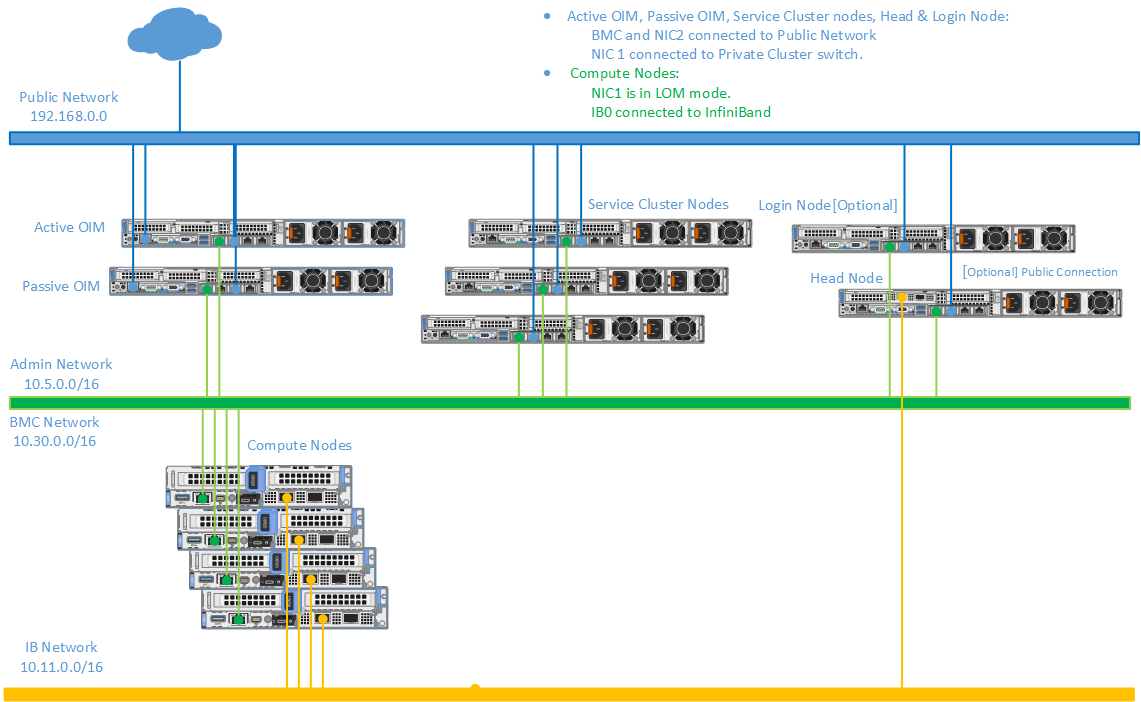 • Active OIM, Passive OIM, Service Cluster nodes, Head & Login Node:
BMC and NIC2 connected to Public Network
NIC 1 connected to Private Cluster switch.
• Compute Nodes:
NIC1 is in LOM mode.
IB0 connected to InfiniBand
Public Network
192.168.0.0
Active OIM
Service Cluster Nodes
Login Node[Optional]
Passive OIM
Head Node
[Optional] Public Connection
Admin Network
10.5.0.0/16
BMC Network
10.30.0.0/16
Compute Nodes
IB Network
10.11.0.0/16